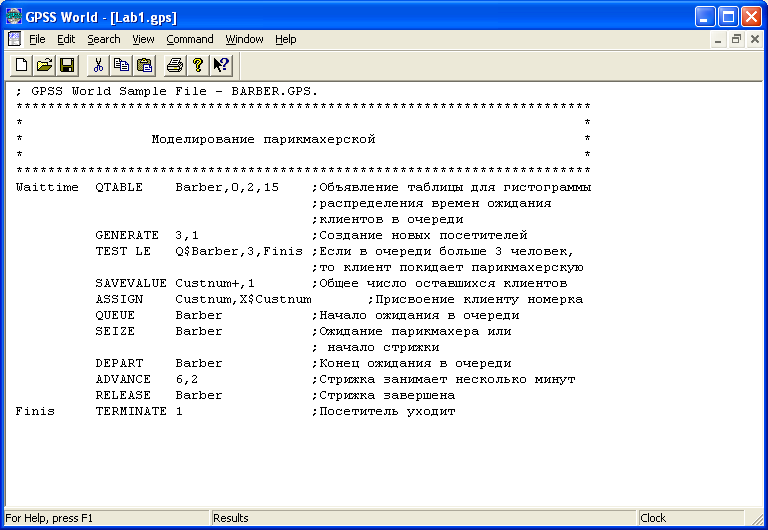 GPSS World - [Lab1.gps]
File Edit Search View Command Window Help
; GPSS World Sample File - BARBER.GPS.
************************************************************************
*                                                                      *
*                Моделирование парикмахерской                          *
*                                                                      *
************************************************************************
Waittime  QTABLE    Barber,0,2,15    ;Объявление таблицы для гистограммы
                                     ;распределения времен ожидания
                                     ;клиентов в очереди
          GENERATE  3,1              ;Создание новых посетителей
          TEST LE   Q$Barber,3,Finis ;Если в очереди больше 3 человек,
                                     ;то клиент покидает парикмахерскую
          SAVEVALUE Custnum+,1       ;Общее число оставшихся клиентов
          ASSIGN    Custnum,X$Custnum       ;Присвоение клиенту номерка
          QUEUE     Barber           ;Начало ожидания в очереди
          SEIZE     Barber           ;Ожидание парикмахера или
                                     ; начало стрижки
          DEPART    Barber           ;Конец ожидания в очереди
          ADVANCE   6,2              ;Стрижка занимает несколько минут
          RELEASE   Barber           ;Стрижка завершена
Finis     TERMINATE 1                ;Посетитель уходит
For Help, press F1 Results Clock